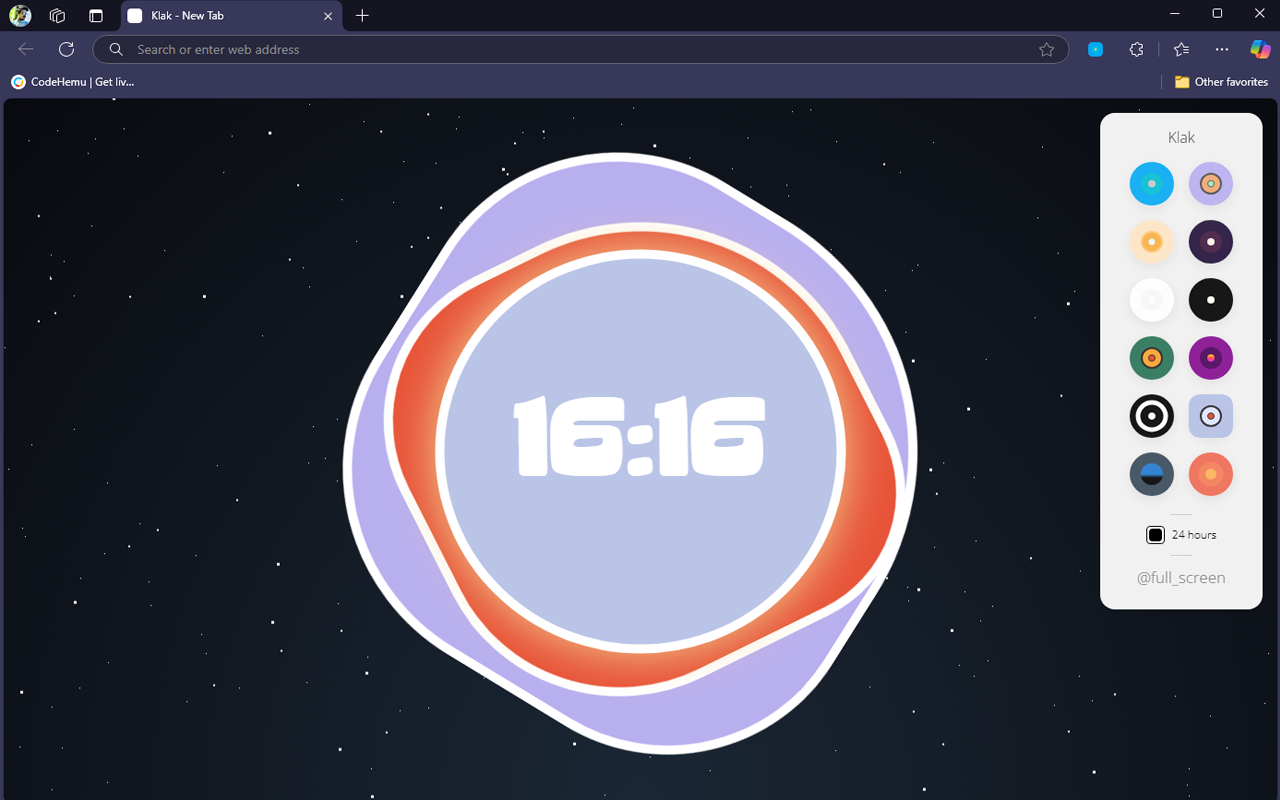 Klak - New Tab
Search or enter web address
CodeHemu | Get liv...
Other favorites
Klak
16:16
24 hours
@full_screen